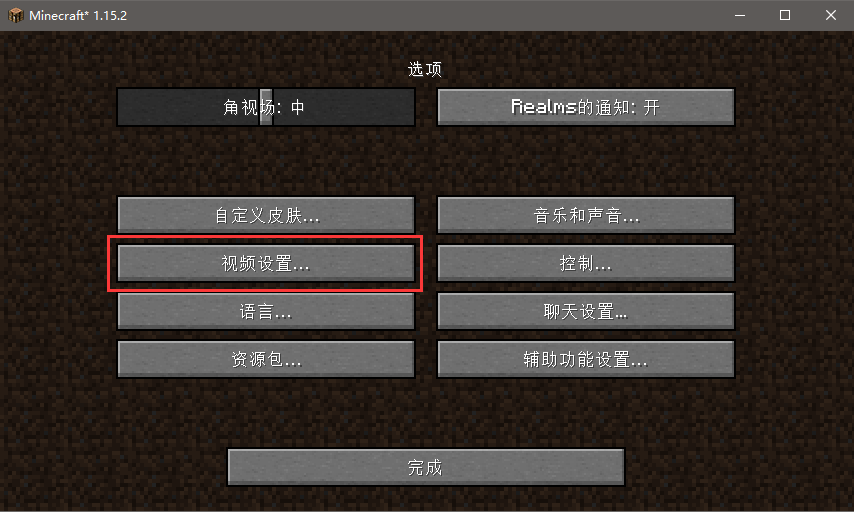 Minecraft* 1.15.2
选项
角视场: 中
Realms的通知: 开
自定义皮肤...
音乐和声音...
视频设置...
控制...
语言...
聊天设置...
资源包...
辅助功能设置...
完成